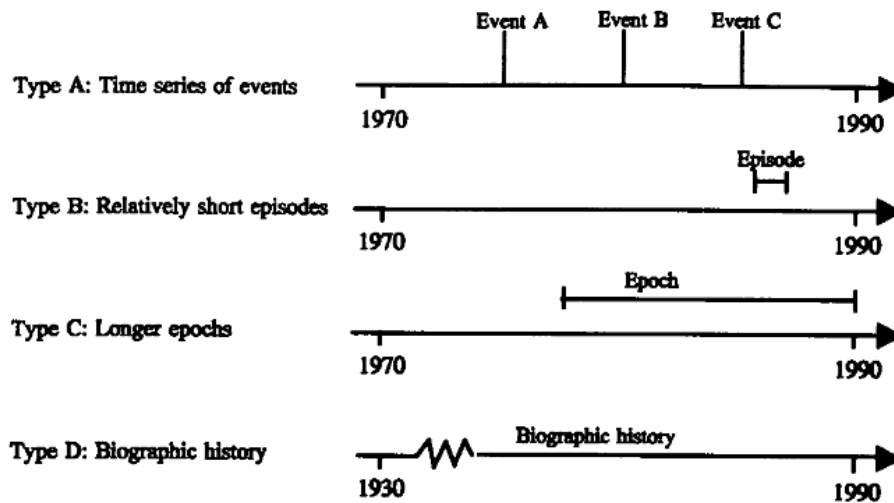 Event A Event B Event C
Type A: Time series of events
1970 1990
Episode
Type B: Relatively short episodes
1970 1990
Epoch
Type C: Longer epochs
1970 1990
Biographic history
Type D: Biographic history
1930 1990